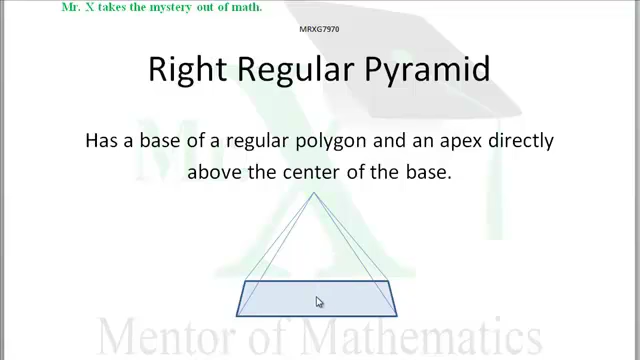 Mr. X takes the mystery out of math.
MRXG7970
Right Regular Pyramid
Has a base of a regular polygon and an apex directly
above the center of the base.
Mr. X
Mentor of Mathematics